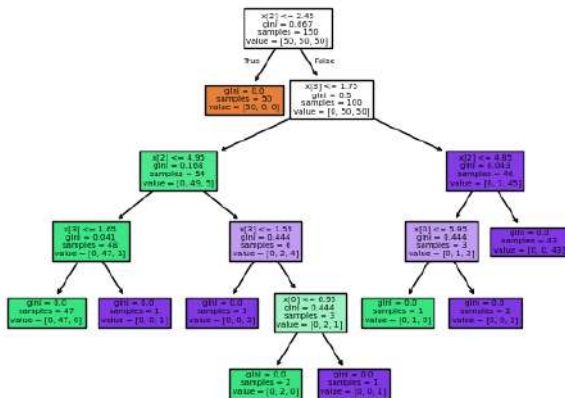 x[2] <= 2.45
gini = 0.667
samples = 150
value = [50, 50, 50]
True
False
gini = 0.0
samples = 50
value = [50, 0, 0]
x[3] <= 1.75
gini = 0.5
samples = 100
value = [0, 50, 50]
x[2] <= 4.95
gini = 0.168
samples = 54
value = [0, 49, 5]
x[2] <= 4.85
gini = 0.043
samples = 46
value = [0, 1, 45]
x[3] <= 1.65
gini = 0.041
samples = 48
value = [0, 47, 1]
x[3] <= 1.55
gini = 0.444
samples = 6
value = [0, 2, 4]
x[0] <= 5.95
gini = 0.444
samples = 3
value = [0, 1, 2]
gini = 0.0
samples = 43
value = [0, 0, 43]
gini = 0.0
samples = 47
value = [0, 47, 0]
gini = 0.0
samples = 1
value = [0, 0, 1]
gini = 0.0
samples = 3
value = [0, 0, 3]
x[0] <= 6.95
gini = 0.444
samples = 3
value = [0, 2, 1]
gini = 0.0
samples = 1
value = [0, 1, 0]
gini = 0.0
samples = 2
value = [0, 0, 2]
gini = 0.0
samples = 2
value = [0, 2, 0]
gini = 0.0
samples = 1
value = [0, 0, 1]